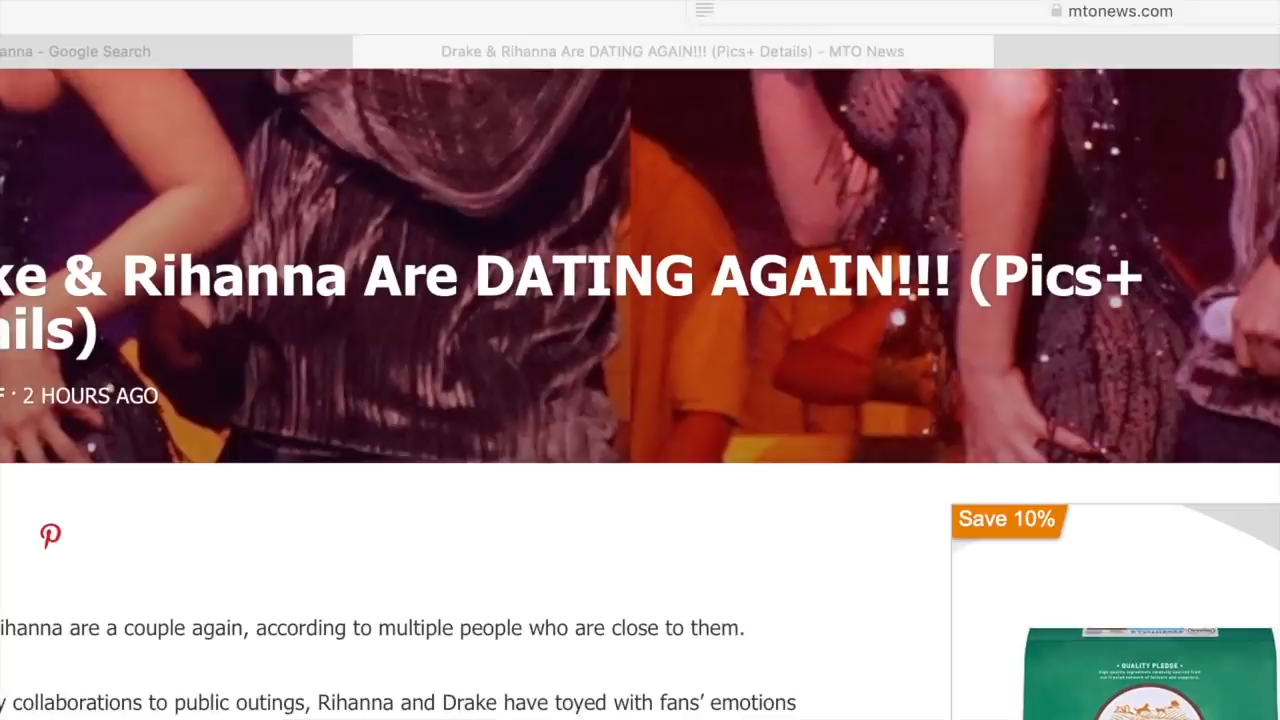 mtonews.com
anna - Google Search
Drake & Rihanna Are DATING AGAIN!!! (Pics+ Details) - MTO News
ke & Rihanna Are DATING AGAIN!!! (Pics+
ails)
F · 2 HOURS AGO
Save 10%
ihanna are a couple again, according to multiple people who are close to them.
• QUALITY PLEDGE •
y collaborations to public outings, Rihanna and Drake have toyed with fans’ emotions